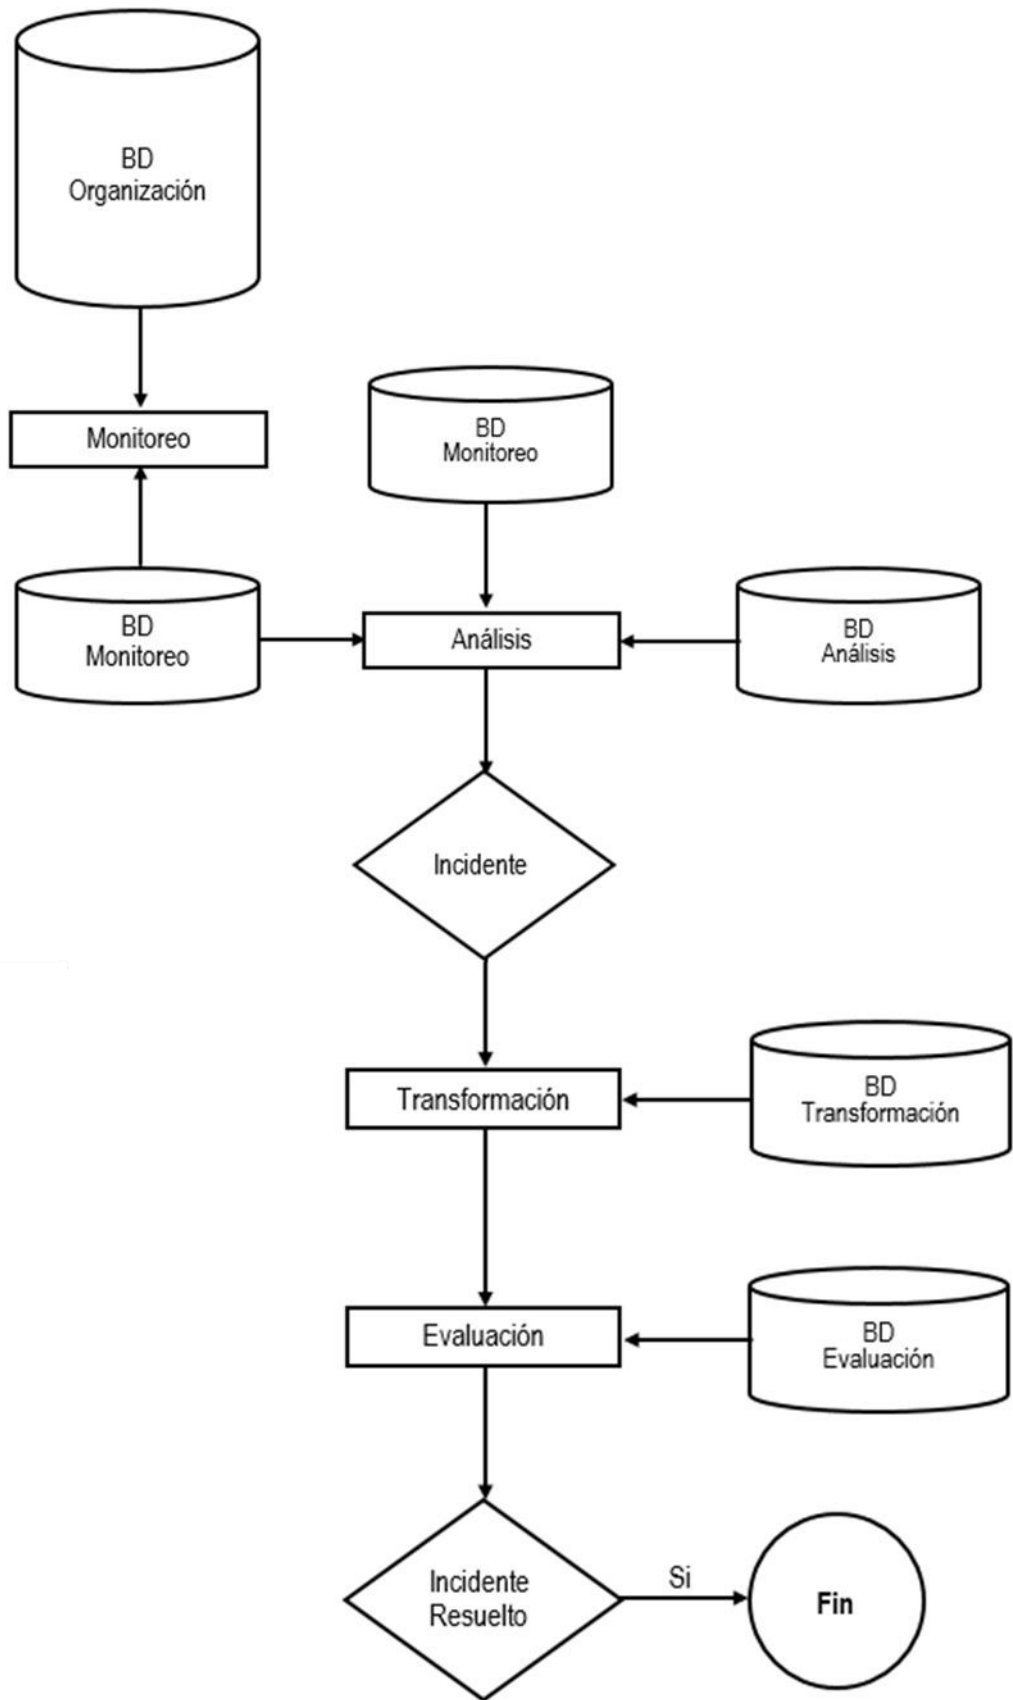 BD
Organización
Monitoreo
BD
Monitoreo
BD
Monitoreo
Análisis
BD
Análisis
Incidente
Transformación
BD
Transformación
Evaluación
BD
Evaluación
Incidente
Resuelto
Si
Fin